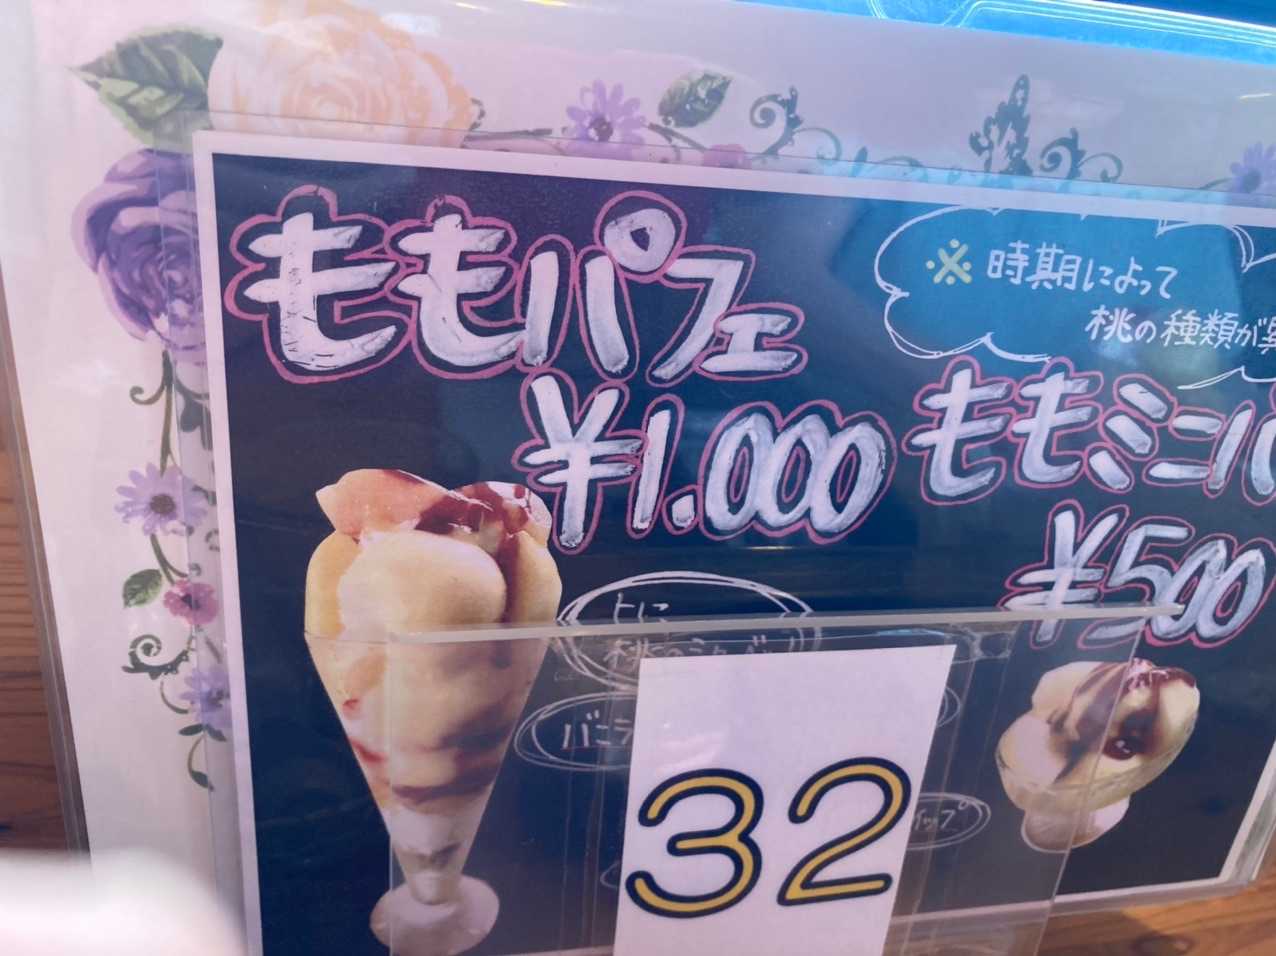 ももパフェ
¥1.000
※時期によって
桃の種類が
ももミニパ
¥500
バニラ
32